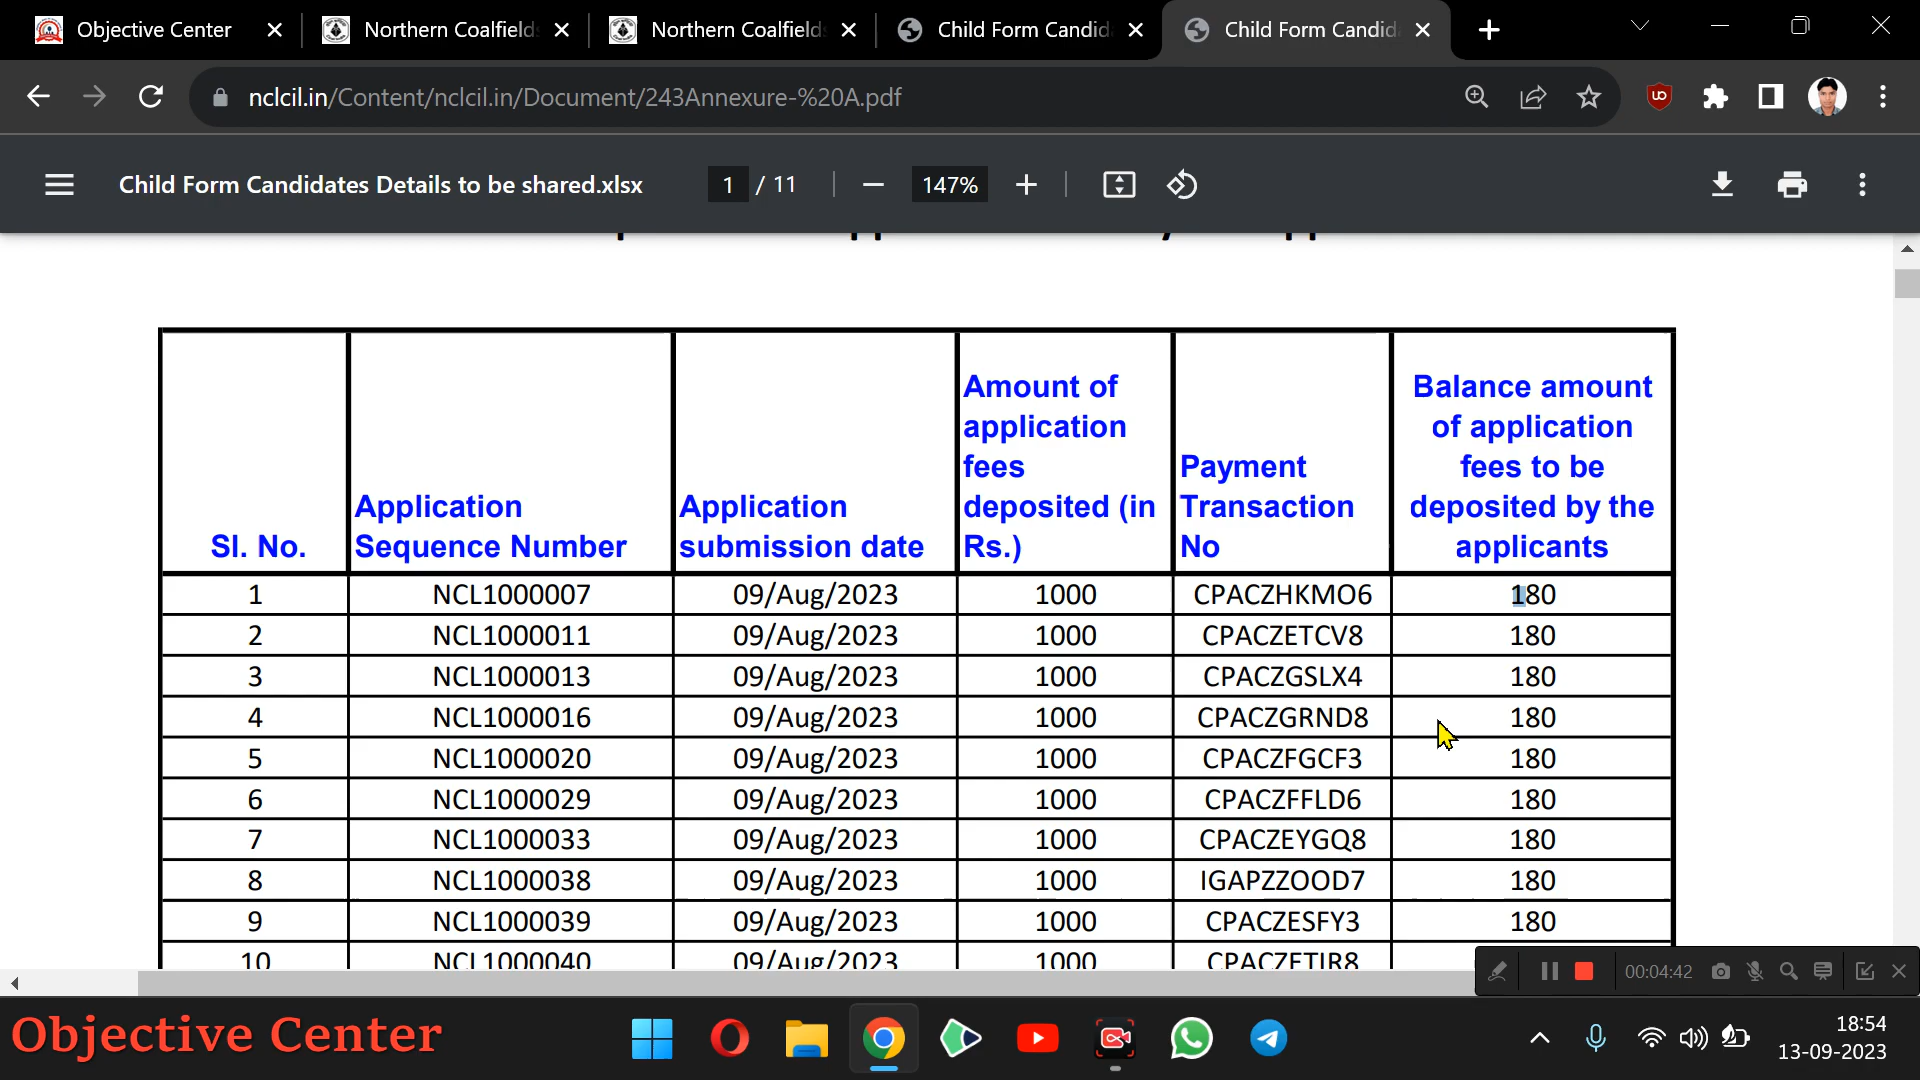 Objective Center
Northern Coalfield
Northern Coalfield
Child Form Candid
Child Form Candid
nclcil.in/Content/nclcil.in/Document/243Annexure-%20A.pdf
Child Form Candidates Details to be shared.xlsx 1 / 11 147%
Sl. No. Application Sequence Number Application submission date Amount of application fees deposited (in Rs.) Payment Transaction No Balance amount of application fees to be deposited by the applicants
1 NCL1000007 09/Aug/2023 1000 CPACZHKMO6 180
2 NCL1000011 09/Aug/2023 1000 CPACZETCV8 180
3 NCL1000013 09/Aug/2023 1000 CPACZGSLX4 180
4 NCL1000016 09/Aug/2023 1000 CPACZGRND8 180
5 NCL1000020 09/Aug/2023 1000 CPACZFGCF3 180
6 NCL1000029 09/Aug/2023 1000 CPACZFFLD6 180
7 NCL1000033 09/Aug/2023 1000 CPACZEYGQ8 180
8 NCL1000038 09/Aug/2023 1000 IGAPZZOOD7 180
9 NCL1000039 09/Aug/2023 1000 CPACZESFY3 180
10 NCL1000040 09/Aug/2023 1000 CPACZETIR8
00:04:42
Objective Center
18:54
13-09-2023